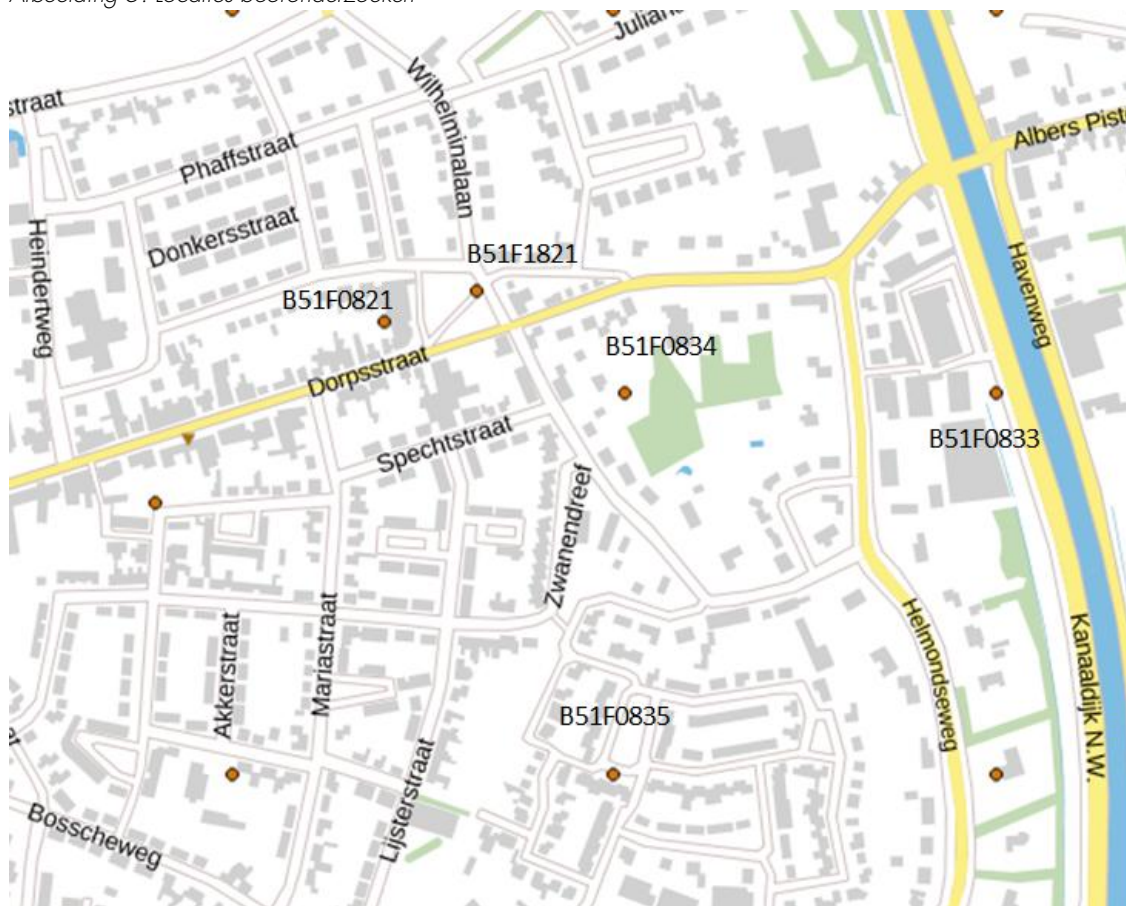 Afbeelding
Juliana
Wilhelminalaan
straat
Albers Pist
Phaffstraat
Donkersstraat
Heindertweg
B51F1821
Havenweg
B51F0821
B51F0834
Dorpsstraat
B51F0833
Spechtstraat
Zwanendreef
Helmondseweg
Kanaaldijk N.W.
Akkerstraat
Mariastraat
B51F0835
Lijsterstraat
Bosscheweg